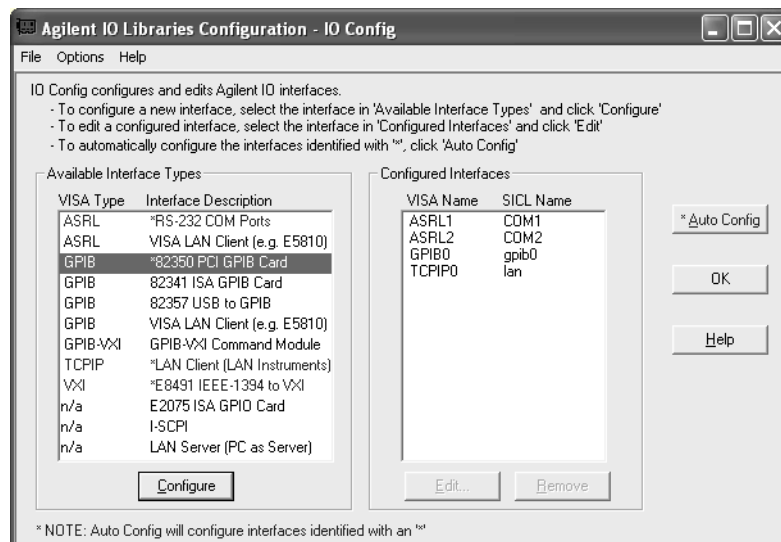 Agilent IO Libraries Configuration - IO Config
File Options Help
IO Config configures and edits Agilent IO interfaces.
- To configure a new interface, select the interface in 'Available Interface Types' and click 'Configure'
- To edit a configured interface, select the interface in 'Configured Interfaces' and click 'Edit'
- To automatically configure the interfaces identified with '*', click 'Auto Config'
Available Interface Types
VISA Type Interface Description
ASRL *RS-232 COM Ports
ASRL VISA LAN Client (e.g. E5810)
GPIB *82350 PCI GPIB Card
GPIB 82341 ISA GPIB Card
GPIB 82357 USB to GPIB
GPIB VISA LAN Client (e.g. E5810)
GPIB-VXI GPIB-VXI Command Module
TCPIP *LAN Client (LAN Instruments)
VXI *E8491 IEEE-1394 to VXI
n/a E2075 ISA GPIO Card
n/a I-SCPI
n/a LAN Server (PC as Server)
Configure
Configured Interfaces
VISA Name SICL Name
ASRL1 COM1
ASRL2 COM2
GPIB0 gpib0
TCPIP0 lan
Edit... Remove
* Auto Config
OK
Help
* NOTE: Auto Config will configure interfaces identified with an '*'